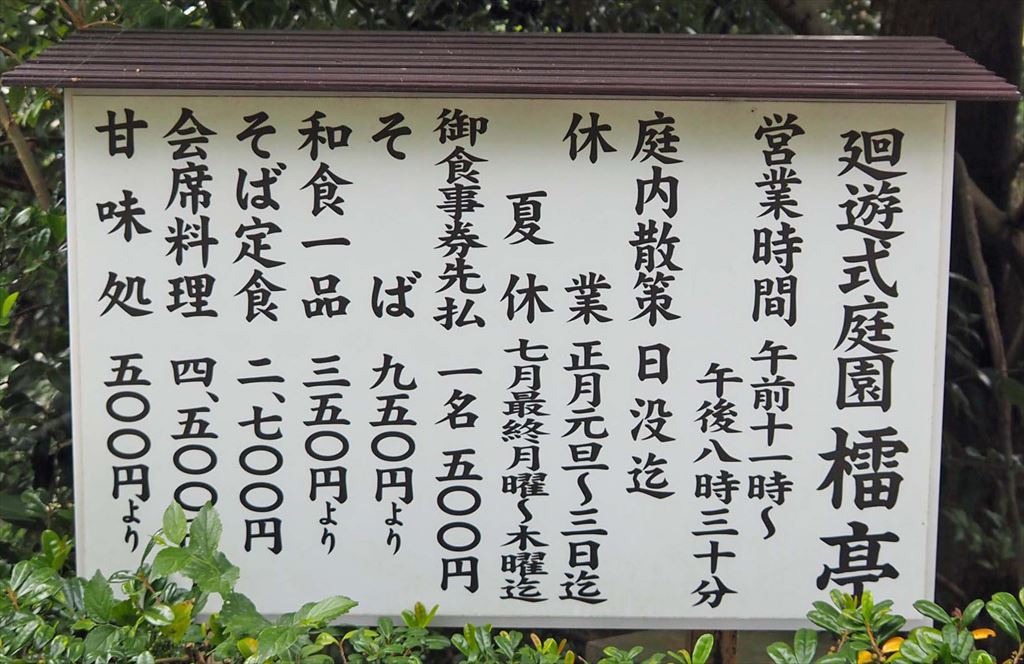 廻遊式庭園 櫺亭
営業時間 午前十一時〜
午後八時三十分
庭内散策 日没迄
休業 正月元旦〜三日迄
夏休 七月最終月曜〜木曜迄
御食事券先払 一名 五〇〇円
そば 九五〇円より
和食一品 三五〇円より
そば定食 二、七〇〇円
会席料理 四、五〇〇
甘味処 五〇〇円より